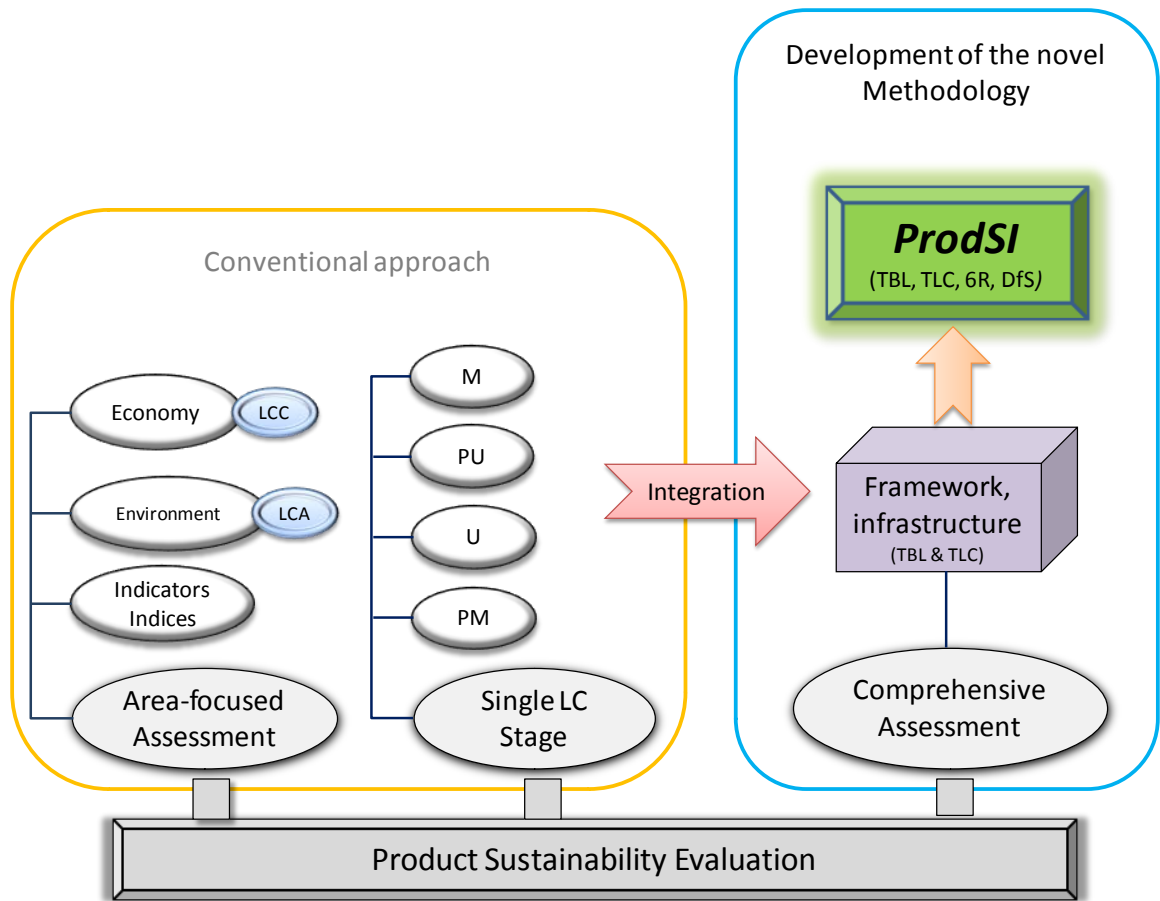 Development of the novel
Methodology
ProdSI
(TBL, TLC, 6R, DfS)
Conventional approach
Economy
LCC
Environment
LCA
Indicators
Indices
Area-focused
Assessment
M
PU
U
PM
Single LC
Stage
Integration
Framework,
infrastructure
(TBL & TLC)
Comprehensive
Assessment
Product Sustainability Evaluation